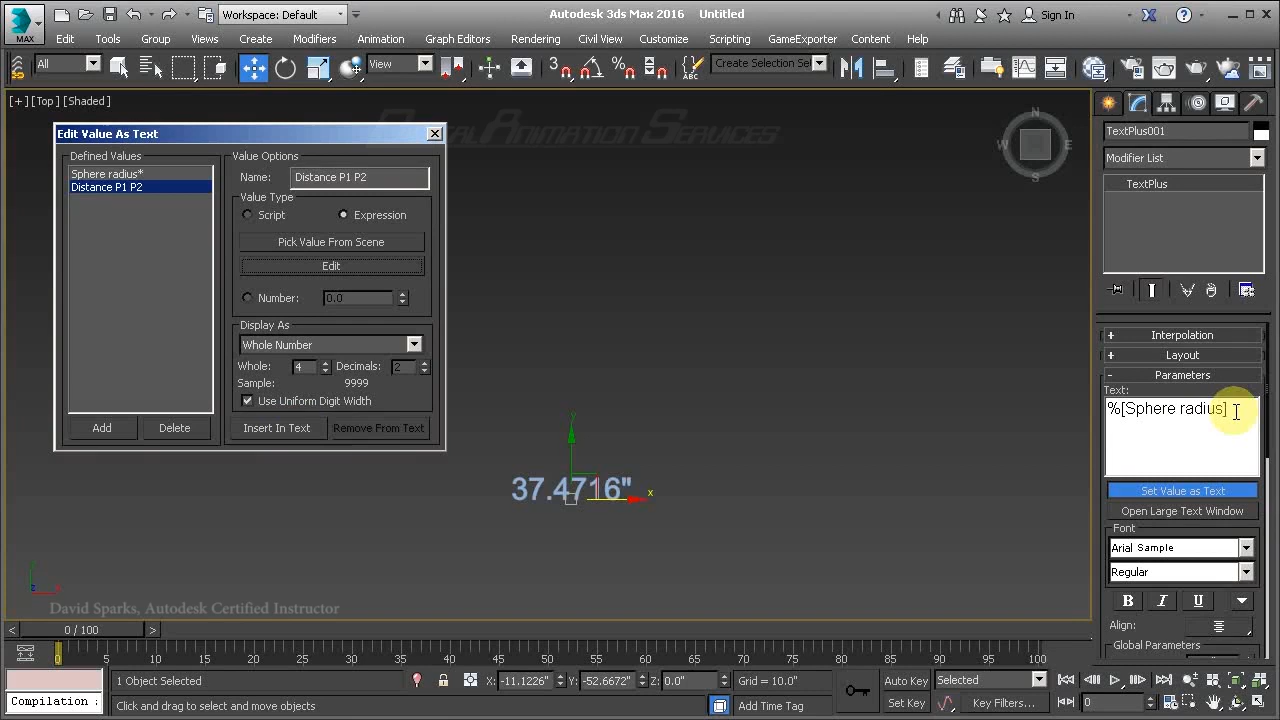 Autodesk 3ds Max 2016 Untitled
Workspace: Default
Sign In
MAX
Edit Tools Group Views Create Modifiers Animation Graph Editors Rendering Civil View Customize Scripting GameExporter Content Help
All
View
3
ABC
Create Selection Se
[+] [Top] [Shaded]
Digital Animation Services
N
W
E
S
Edit Value As Text
Defined Values
Sphere radius*
Distance P1 P2
Add
Delete
Value Options
Name: Distance P1 P2
Value Type
Script
Expression
Pick Value From Scene
Edit
Number: 0.0
Display As
Whole Number
Whole: 4 Decimals: 2
Sample: 9999
Use Uniform Digit Width
Insert In Text
Remove From Text
y
37.4716"
x
David Sparks, Autodesk Certified Instructor
TextPlus001
Modifier List
TextPlus
+ Interpolation
+ Layout
- Parameters
Text:
%[Sphere radius]
Set Value as Text
Open Large Text Window
Font
Arial Sample
Regular
B I U
Align:
Global Parameters
< 0 / 100 >
0 5 10 15 20 25 30 35 40 45 50 55 60 65 70 75 80 85 90 95 100
Compilation :
1 Object Selected
X: -11.1226" Y: -52.6672" Z: 0.0"
Grid = 10.0"
Click and drag to select and move objects
Add Time Tag
Auto Key
Selected
Set Key
Key Filters...
0